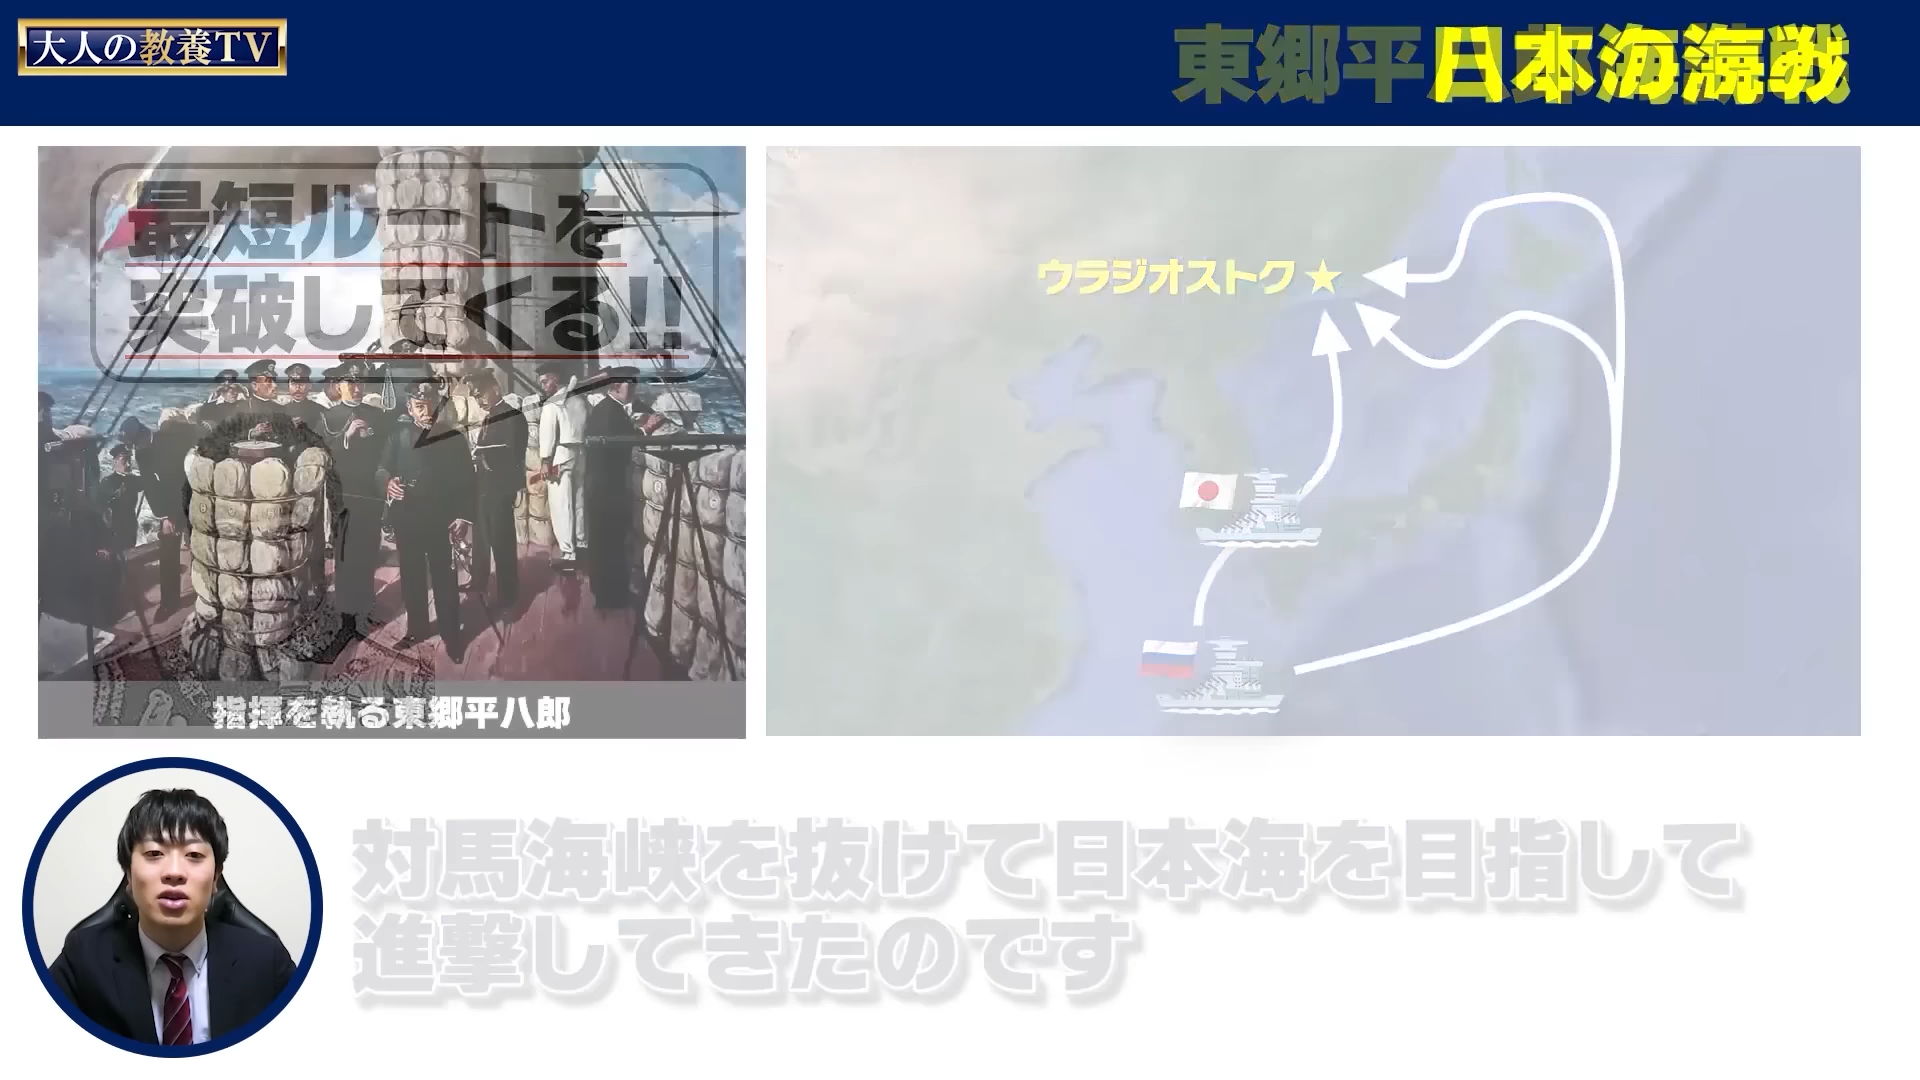 大人の教養TV
日本海海戦
最短ルートを
突破してくる!!
ウラジオストク ★
指揮を執る東郷平八郎
対馬海峡を抜けて日本海を目指して
進撃してきたのです